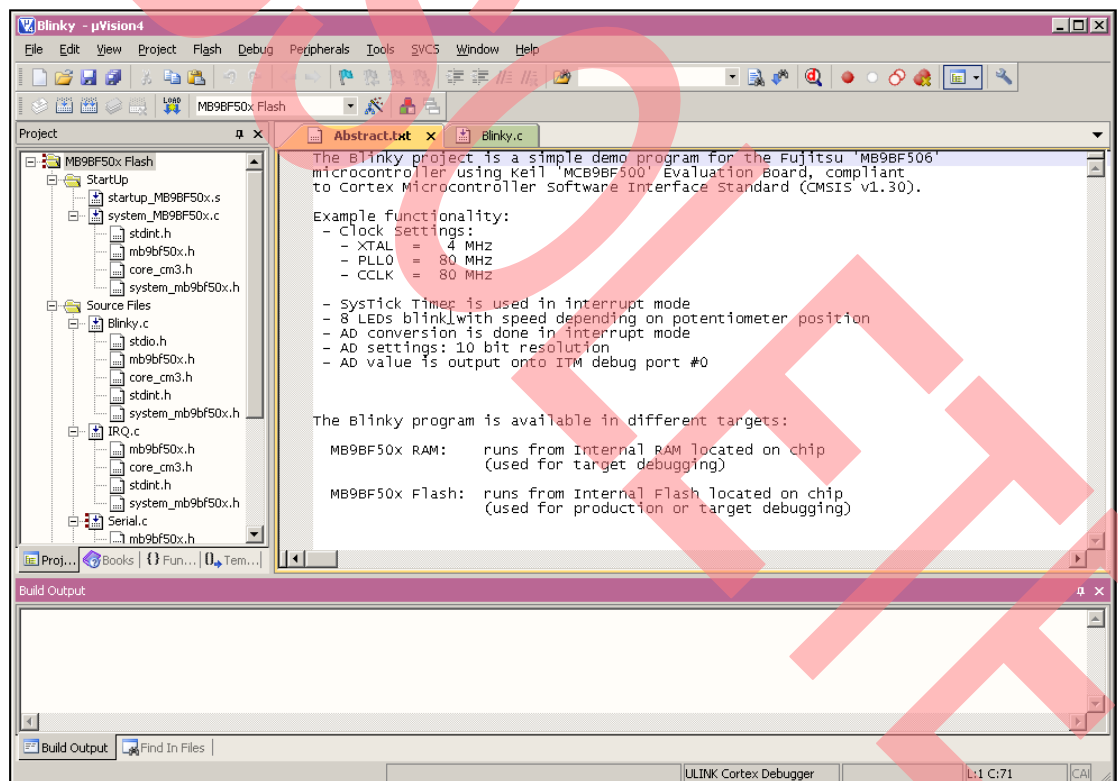 Blinky - µVision4
File Edit View Project Flash Debug Peripherals Tools SVCS Window Help
LOAD MB9BF50x Flash
Project
Abstract.txt x Blinky.c
MB9BF50x Flash
StartUp
startup_MB9BF50x.s
system_MB9BF50x.c
stdint.h
mb9bf50x.h
core_cm3.h
system_mb9bf50x.h
Source Files
Blinky.c
stdio.h
mb9bf50x.h
core_cm3.h
stdint.h
system_mb9bf50x.h
IRQ.c
mb9bf50x.h
core_cm3.h
stdint.h
system_mb9bf50x.h
Serial.c
mb9bf50x.h
Proj... Books {} Fun... 0 Tem...
The Blinky project is a simple demo program for the Fujitsu 'MB9BF506'
microcontroller using Keil 'MCB9BF500' Evaluation Board, compliant
to Cortex Microcontroller Software Interface Standard (CMSIS v1.30).
Example functionality:
- Clock Settings:
- XTAL = 4 MHz
- PLL0 = 80 MHz
- CCLK = 80 MHz
- SysTick Timer is used in interrupt mode
- 8 LEDs blink with speed depending on potentiometer position
- AD conversion is done in interrupt mode
- AD settings: 10 bit resolution
- AD value is output onto ITM debug port #0
The Blinky program is available in different targets:
MB9BF50x RAM: runs from Internal RAM located on chip
(used for target debugging)
MB9BF50x Flash: runs from Internal Flash located on chip
(used for production or target debugging)
Build Output
Build Output Find In Files
ULINK Cortex Debugger L:1 C:71 CAI